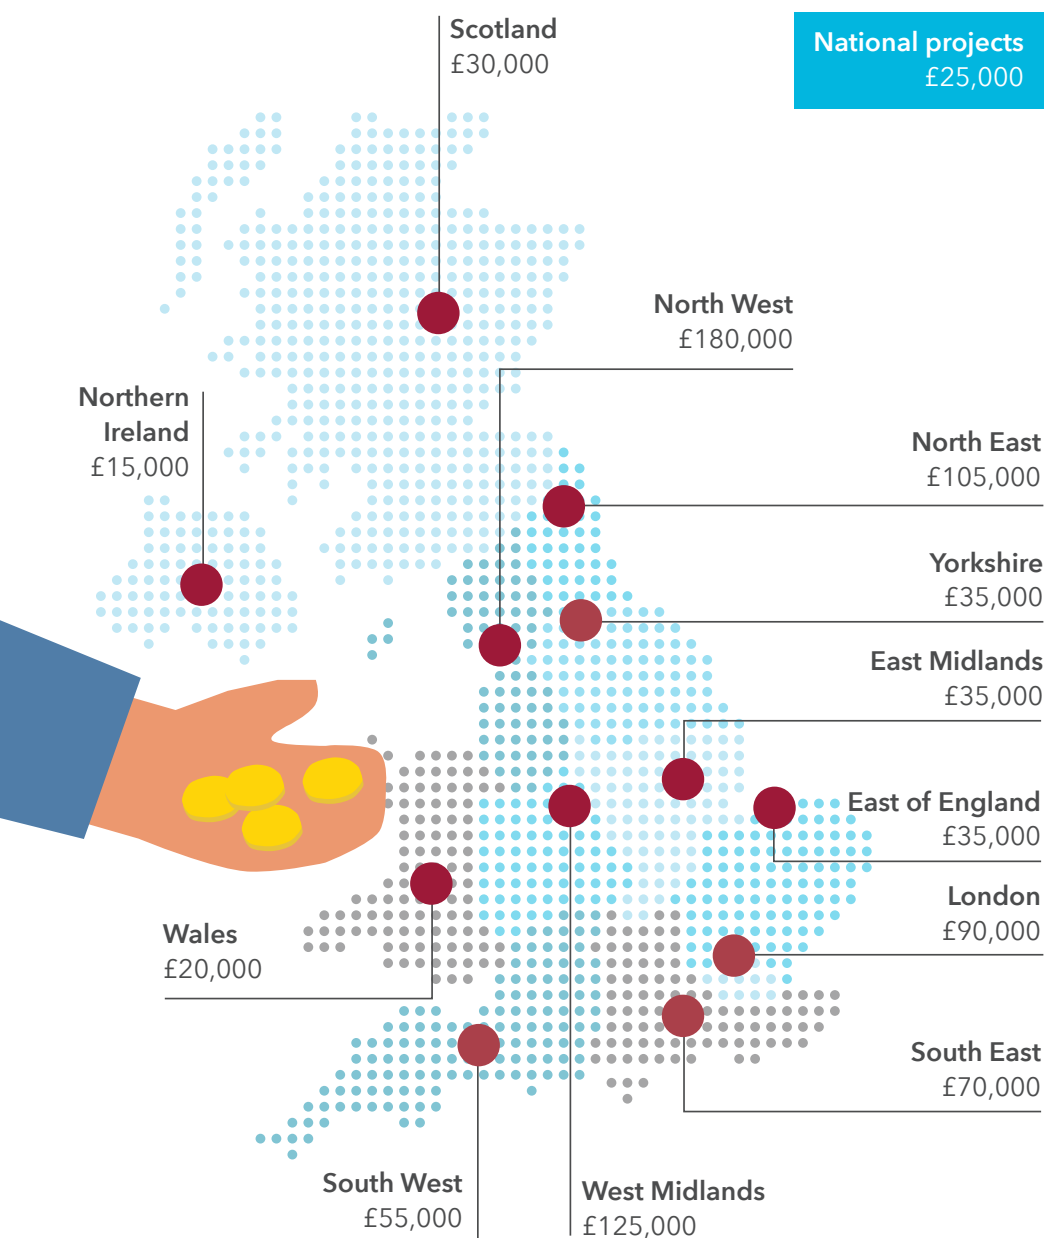 Scotland
£30,000
National projects
£25,000
North West
£180,000
Northern
Ireland
£15,000
North East
£105,000
Yorkshire
£35,000
East Midlands
£35,000
East of England
£35,000
London
£90,000
Wales
£20,000
South East
£70,000
South West
£55,000
West Midlands
£125,000